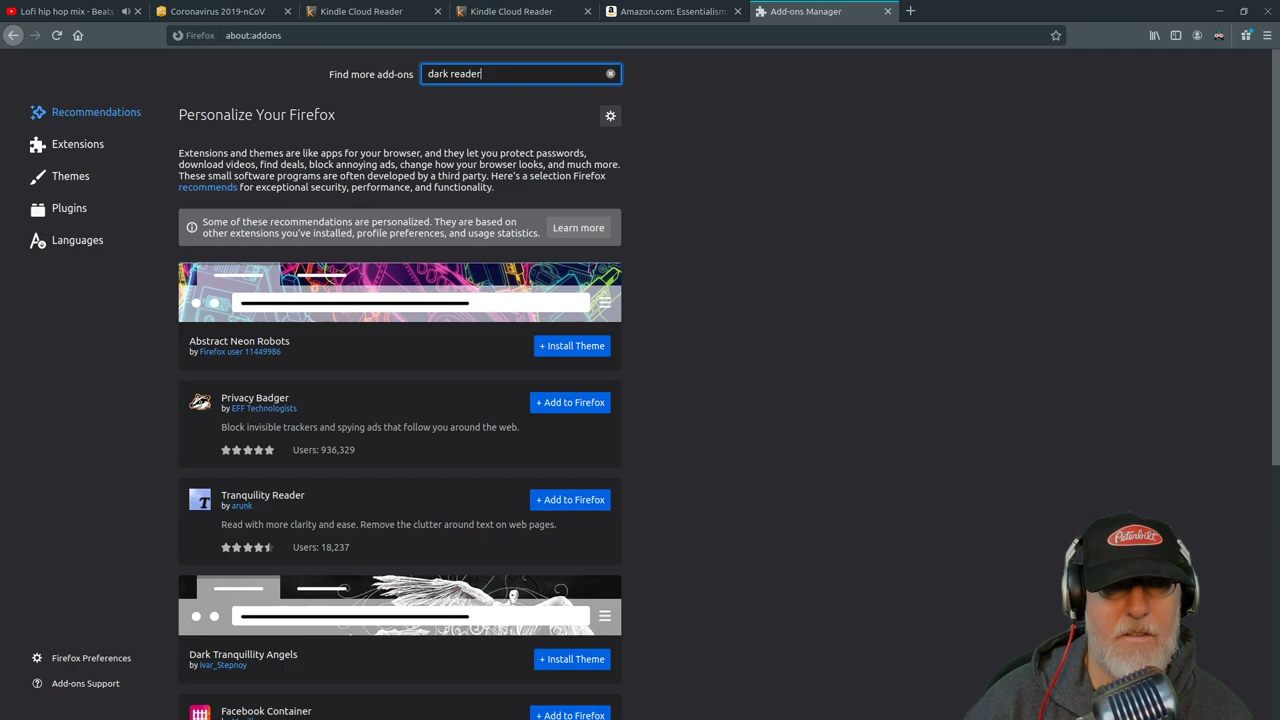 Lofi hip hop mix - Beats
Coronavirus 2019-nCoV
Kindle Cloud Reader
Kindle Cloud Reader
Amazon.com: Essentialism
Add-ons Manager
Firefox
about:addons
Find more add-ons
dark reader
Recommendations
Extensions
Themes
Plugins
Languages
Personalize Your Firefox
Extensions and themes are like apps for your browser, and they let you protect passwords,
download videos, find deals, block annoying ads, change how your browser looks, and much more.
These small software programs are often developed by a third party. Here's a selection Firefox
recommends for exceptional security, performance, and functionality.
Some of these recommendations are personalized. They are based on
other extensions you've installed, profile preferences, and usage statistics.
Learn more
Abstract Neon Robots
by Firefox user 11449986
+ Install Theme
Privacy Badger
by EFF Technologists
+ Add to Firefox
Block invisible trackers and spying ads that follow you around the web.
Users: 936,329
T
Tranquility Reader
by arunk
+ Add to Firefox
Read with more clarity and ease. Remove the clutter around text on web pages.
Users: 18,237
Dark Tranquillity Angels
by Ivar_Stepnoy
+ Install Theme
Facebook Container
+ Add to Firefox
Firefox Preferences
Add-ons Support
Peterbilt